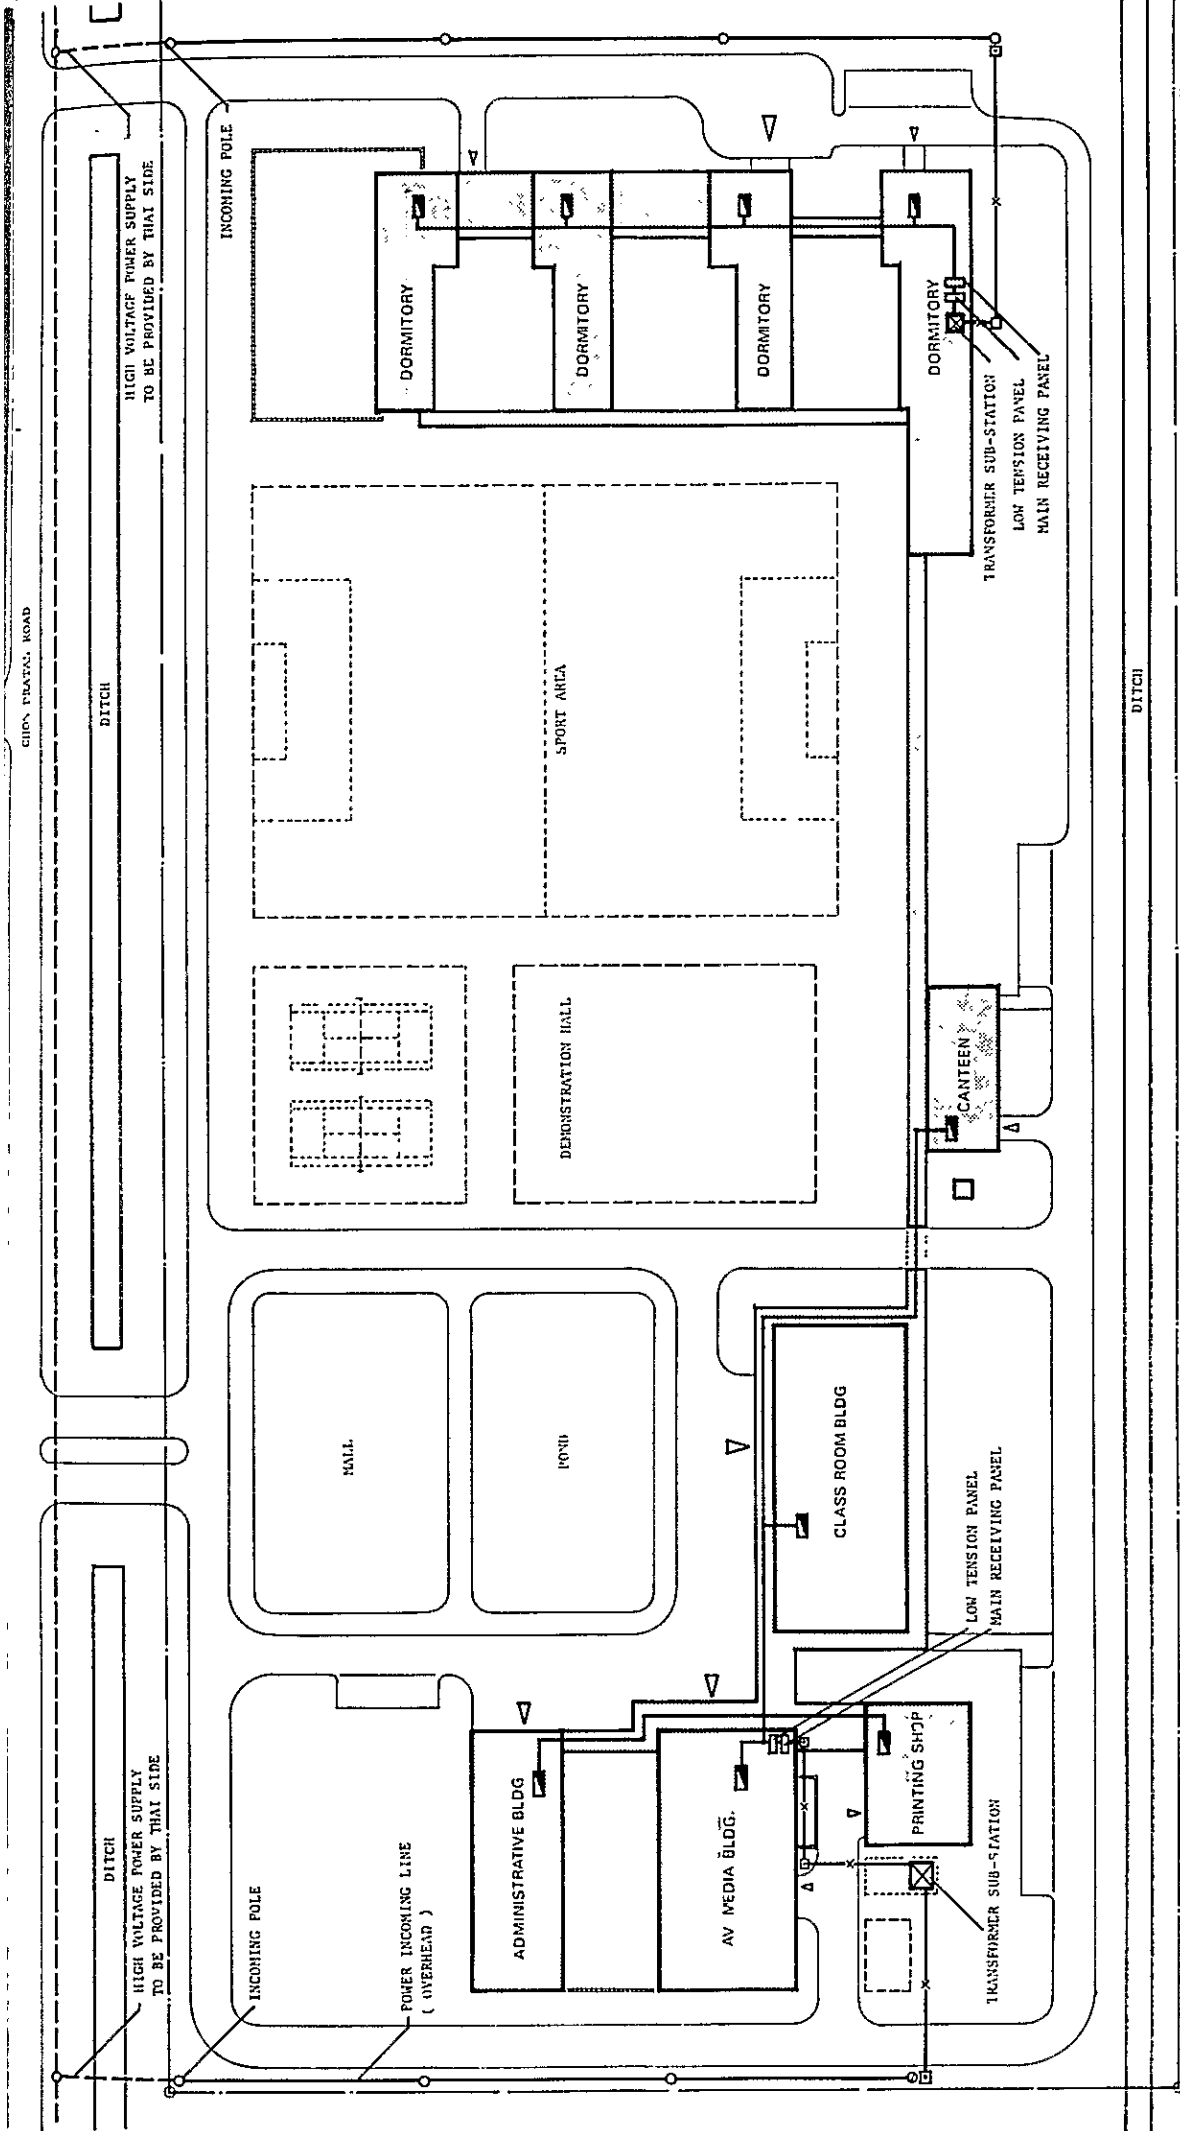 ROAD
DITCH
DITCH
HIGH VOLTAGE POWER SUPPLY
TO BE PROVIDED BY THAI SIDE
INCOMING POLE
POWER INCOMING LINE
( OVERHEAD )
HIGH VOLTAGE POWER SUPPLY
TO BE PROVIDED BY THAI SIDE
INCOMING POLE
MALL
POND
DEMONSTRATION HALL
SPORT AREA
DORMITORY
DORMITORY
DORMITORY
DORMITORY
ADMINISTRATIVE BLDG
AV MEDIA BLDG.
CLASS ROOM BLDG
PRINTING SHOP
CANTEEN
LOW TENSION PANEL
MAIN RECEIVING PANEL
TRANSFORMER SUB-STATION
TRANSFORMER SUB-STATION
LOW TENSION PANEL
MAIN RECEIVING PANEL
DITCH